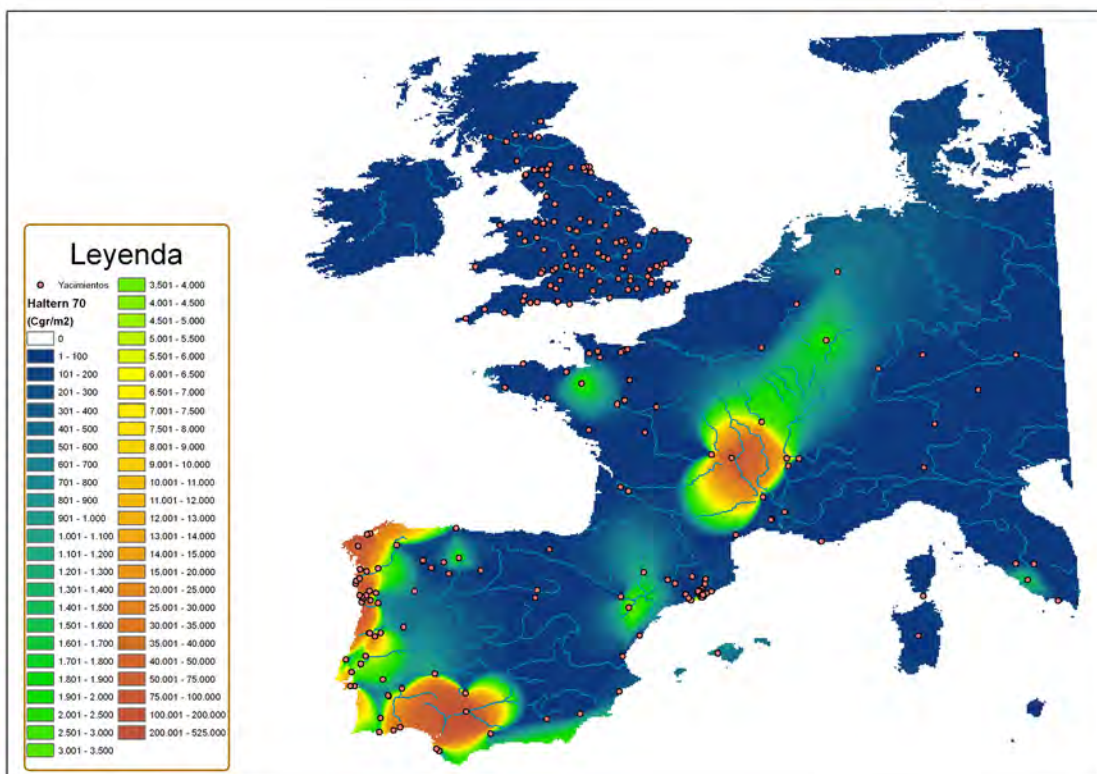 Leyenda
Yacimientos
Haltern 70
(Cgr/m2)
0
1 - 100
101 - 200
201 - 300
301 - 400
401 - 500
501 - 600
601 - 700
701 - 800
801 - 900
901 - 1.000
1.001 - 1.100
1.101 - 1.200
1.201 - 1.300
1.301 - 1.400
1.401 - 1.500
1.501 - 1.600
1.601 - 1.700
1.701 - 1.800
1.801 - 1.900
1.901 - 2.000
2.001 - 2.500
2.501 - 3.000
3.001 - 3.500
3.501 - 4.000
4.001 - 4.500
4.501 - 5.000
5.001 - 5.500
5.501 - 6.000
6.001 - 6.500
6.501 - 7.000
7.001 - 7.500
7.501 - 8.000
8.001 - 9.000
9.001 - 10.000
10.001 - 11.000
11.001 - 12.000
12.001 - 13.000
13.001 - 14.000
14.001 - 15.000
15.001 - 20.000
20.001 - 25.000
25.001 - 30.000
30.001 - 35.000
35.001 - 40.000
40.001 - 50.000
50.001 - 75.000
75.001 - 100.000
100.001 - 200.000
200.001 - 525.000